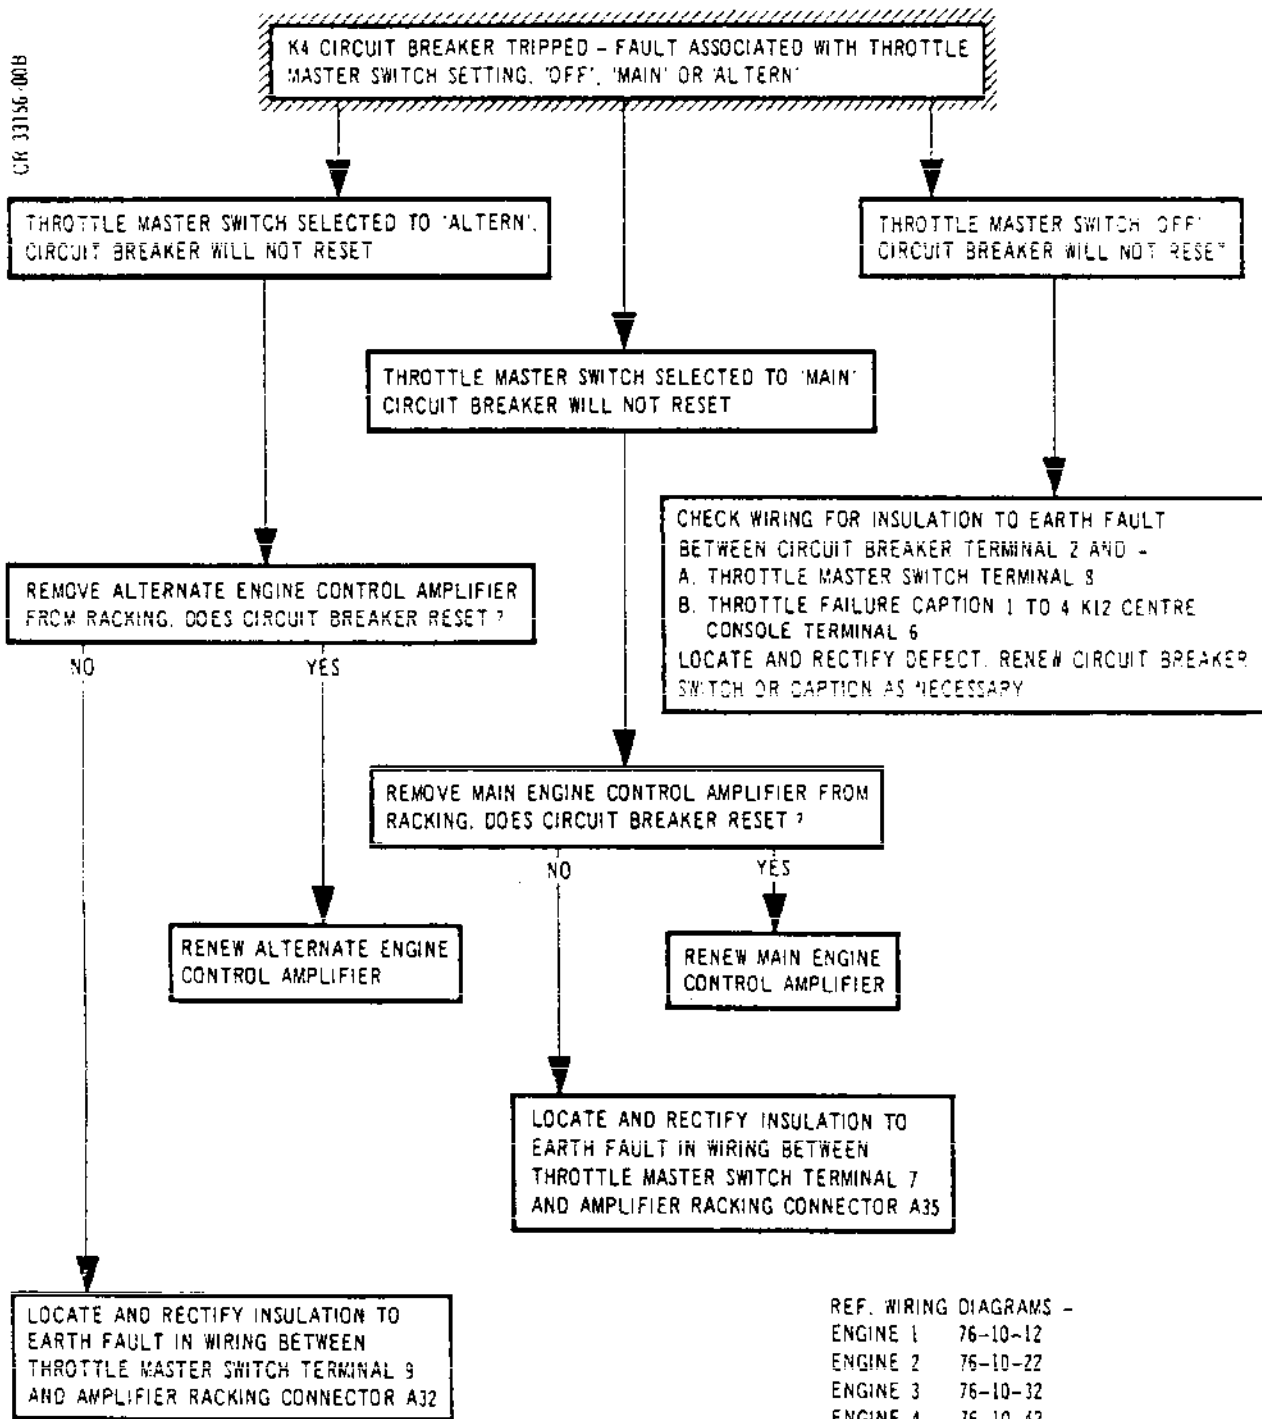 CR 33156 00B
K4 CIRCUIT BREAKER TRIPPED - FAULT ASSOCIATED WITH THROTTLE
MASTER SWITCH SETTING. 'OFF', 'MAIN' OR 'ALTERN'
THROTTLE MASTER SWITCH SELECTED TO 'ALTERN'.
CIRCUIT BREAKER WILL NOT RESET
THROTTLE MASTER SWITCH 'OFF'
CIRCUIT BREAKER WILL NOT RESET
THROTTLE MASTER SWITCH SELECTED TO 'MAIN'
CIRCUIT BREAKER WILL NOT RESET
CHECK WIRING FOR INSULATION TO EARTH FAULT
BETWEEN CIRCUIT BREAKER TERMINAL 2 AND -
A. THROTTLE MASTER SWITCH TERMINAL 8
B. THROTTLE FAILURE CAPTION 1 TO 4 K12 CENTRE
CONSOLE TERMINAL 6
LOCATE AND RECTIFY DEFECT. RENEW CIRCUIT BREAKER
SWITCH OR CAPTION AS NECESSARY
REMOVE ALTERNATE ENGINE CONTROL AMPLIFIER
FROM RACKING. DOES CIRCUIT BREAKER RESET ?
NO
YES
REMOVE MAIN ENGINE CONTROL AMPLIFIER FROM
RACKING. DOES CIRCUIT BREAKER RESET ?
NO
YES
RENEW ALTERNATE ENGINE
CONTROL AMPLIFIER
RENEW MAIN ENGINE
CONTROL AMPLIFIER
LOCATE AND RECTIFY INSULATION TO
EARTH FAULT IN WIRING BETWEEN
THROTTLE MASTER SWITCH TERMINAL 7
AND AMPLIFIER RACKING CONNECTOR A35
LOCATE AND RECTIFY INSULATION TO
EARTH FAULT IN WIRING BETWEEN
THROTTLE MASTER SWITCH TERMINAL 9
AND AMPLIFIER RACKING CONNECTOR A32
REF. WIRING DIAGRAMS -
ENGINE 1 76-10-12
ENGINE 2 76-10-22
ENGINE 3 76-10-32
ENGINE 4 76-10-42